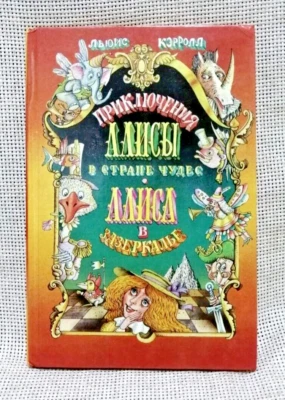 ЛЬЮИС КЭРРОЛЛ
ПРИКЛЮЧЕНИЯ
АЛИСЫ
В СТРАНЕ ЧУДЕС
АЛИСА
В
ЗАЗЕРКАЛЬЕ